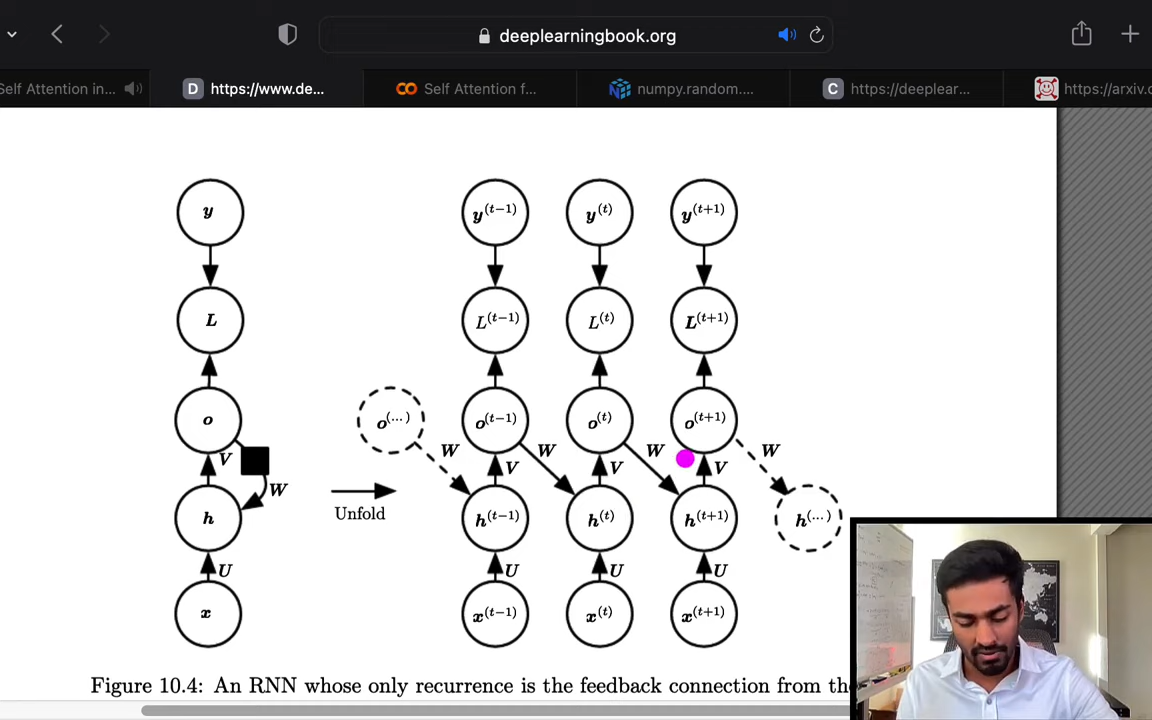 deeplearningbook.org
Self Attention in...
D https://www.de...
Self Attention f...
numpy.random....
C https://deeplear...
https://arxiv.o
y
y(t−1)
y(t)
y(t+1)
L
L(t−1)
L(t)
L(t+1)
o
o(...)
o(t−1)
o(t)
o(t+1)
V
W
W
V
W
V
W
V
W
W
Unfold
h
h(t−1)
h(t)
h(t+1)
h(...)
U
U
U
U
x
x(t−1)
x(t)
x(t+1)
Figure 10.4: An RNN whose only recurrence is the feedback connection from the